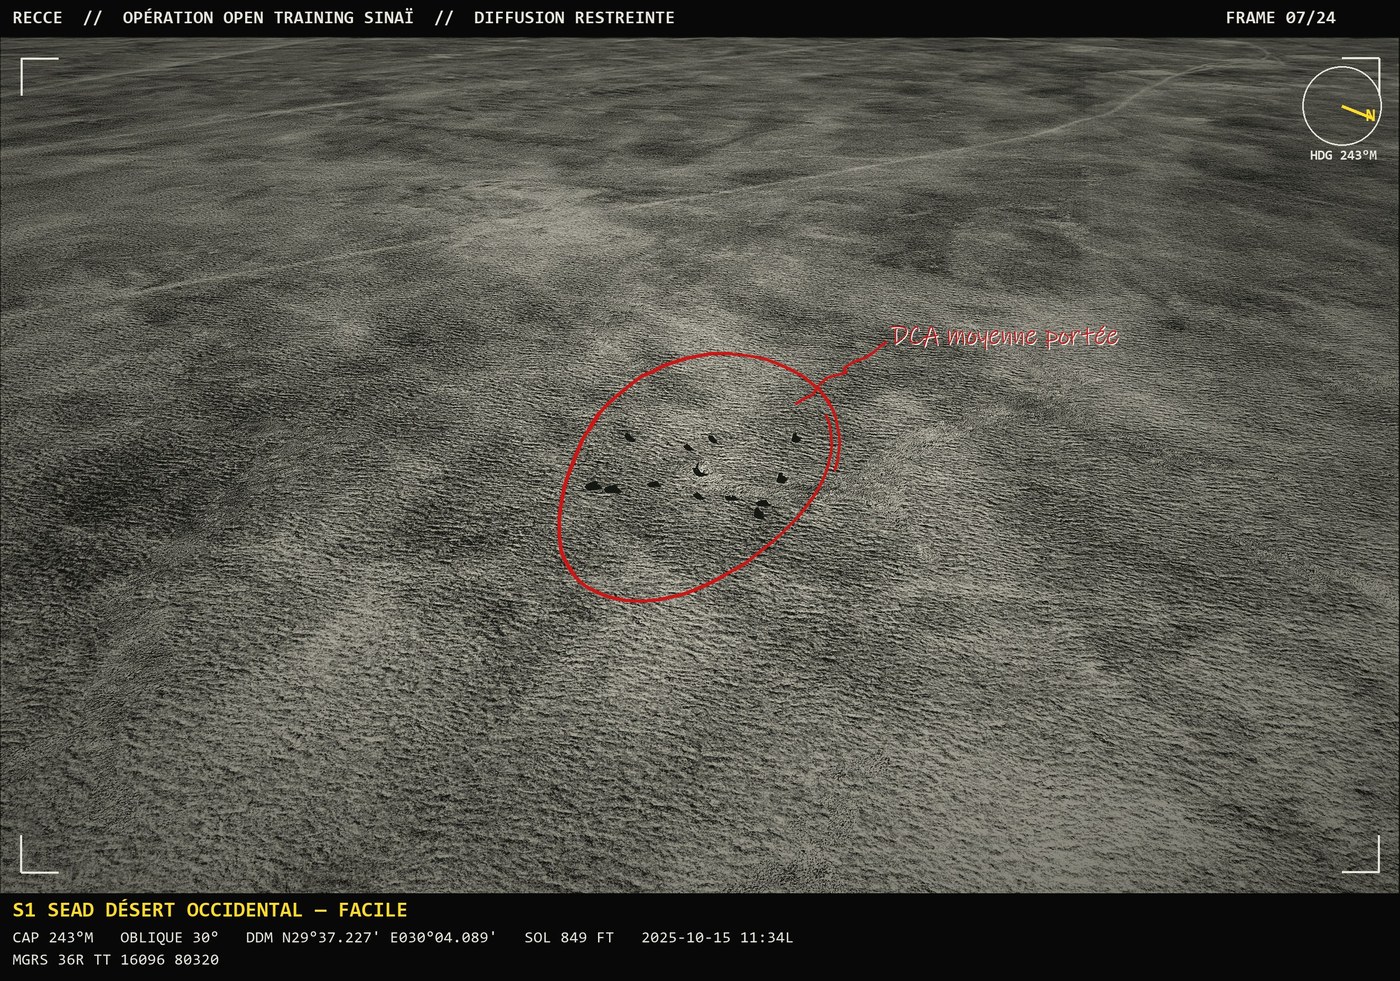 RECCE // OPÉRATION OPEN TRAINING SINAÏ // DIFFUSION RESTREINTE FRAME 07/24
N
HDG 243°M
DCA moyenne portée
S1 SEAD DÉSERT OCCIDENTAL — FACILE
CAP 243°M OBLIQUE 30° DDM N29°37.227' E030°04.089' SOL 849 FT 2025-10-15 11:34L
MGRS 36R TT 16096 80320